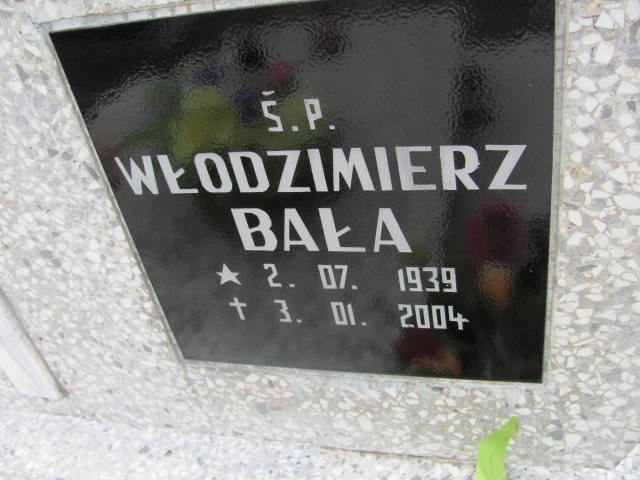 Ś.P.
WŁODZIMIERZ
BAŁA
★ 2. 07. 1939
✝ 3. 01. 2004